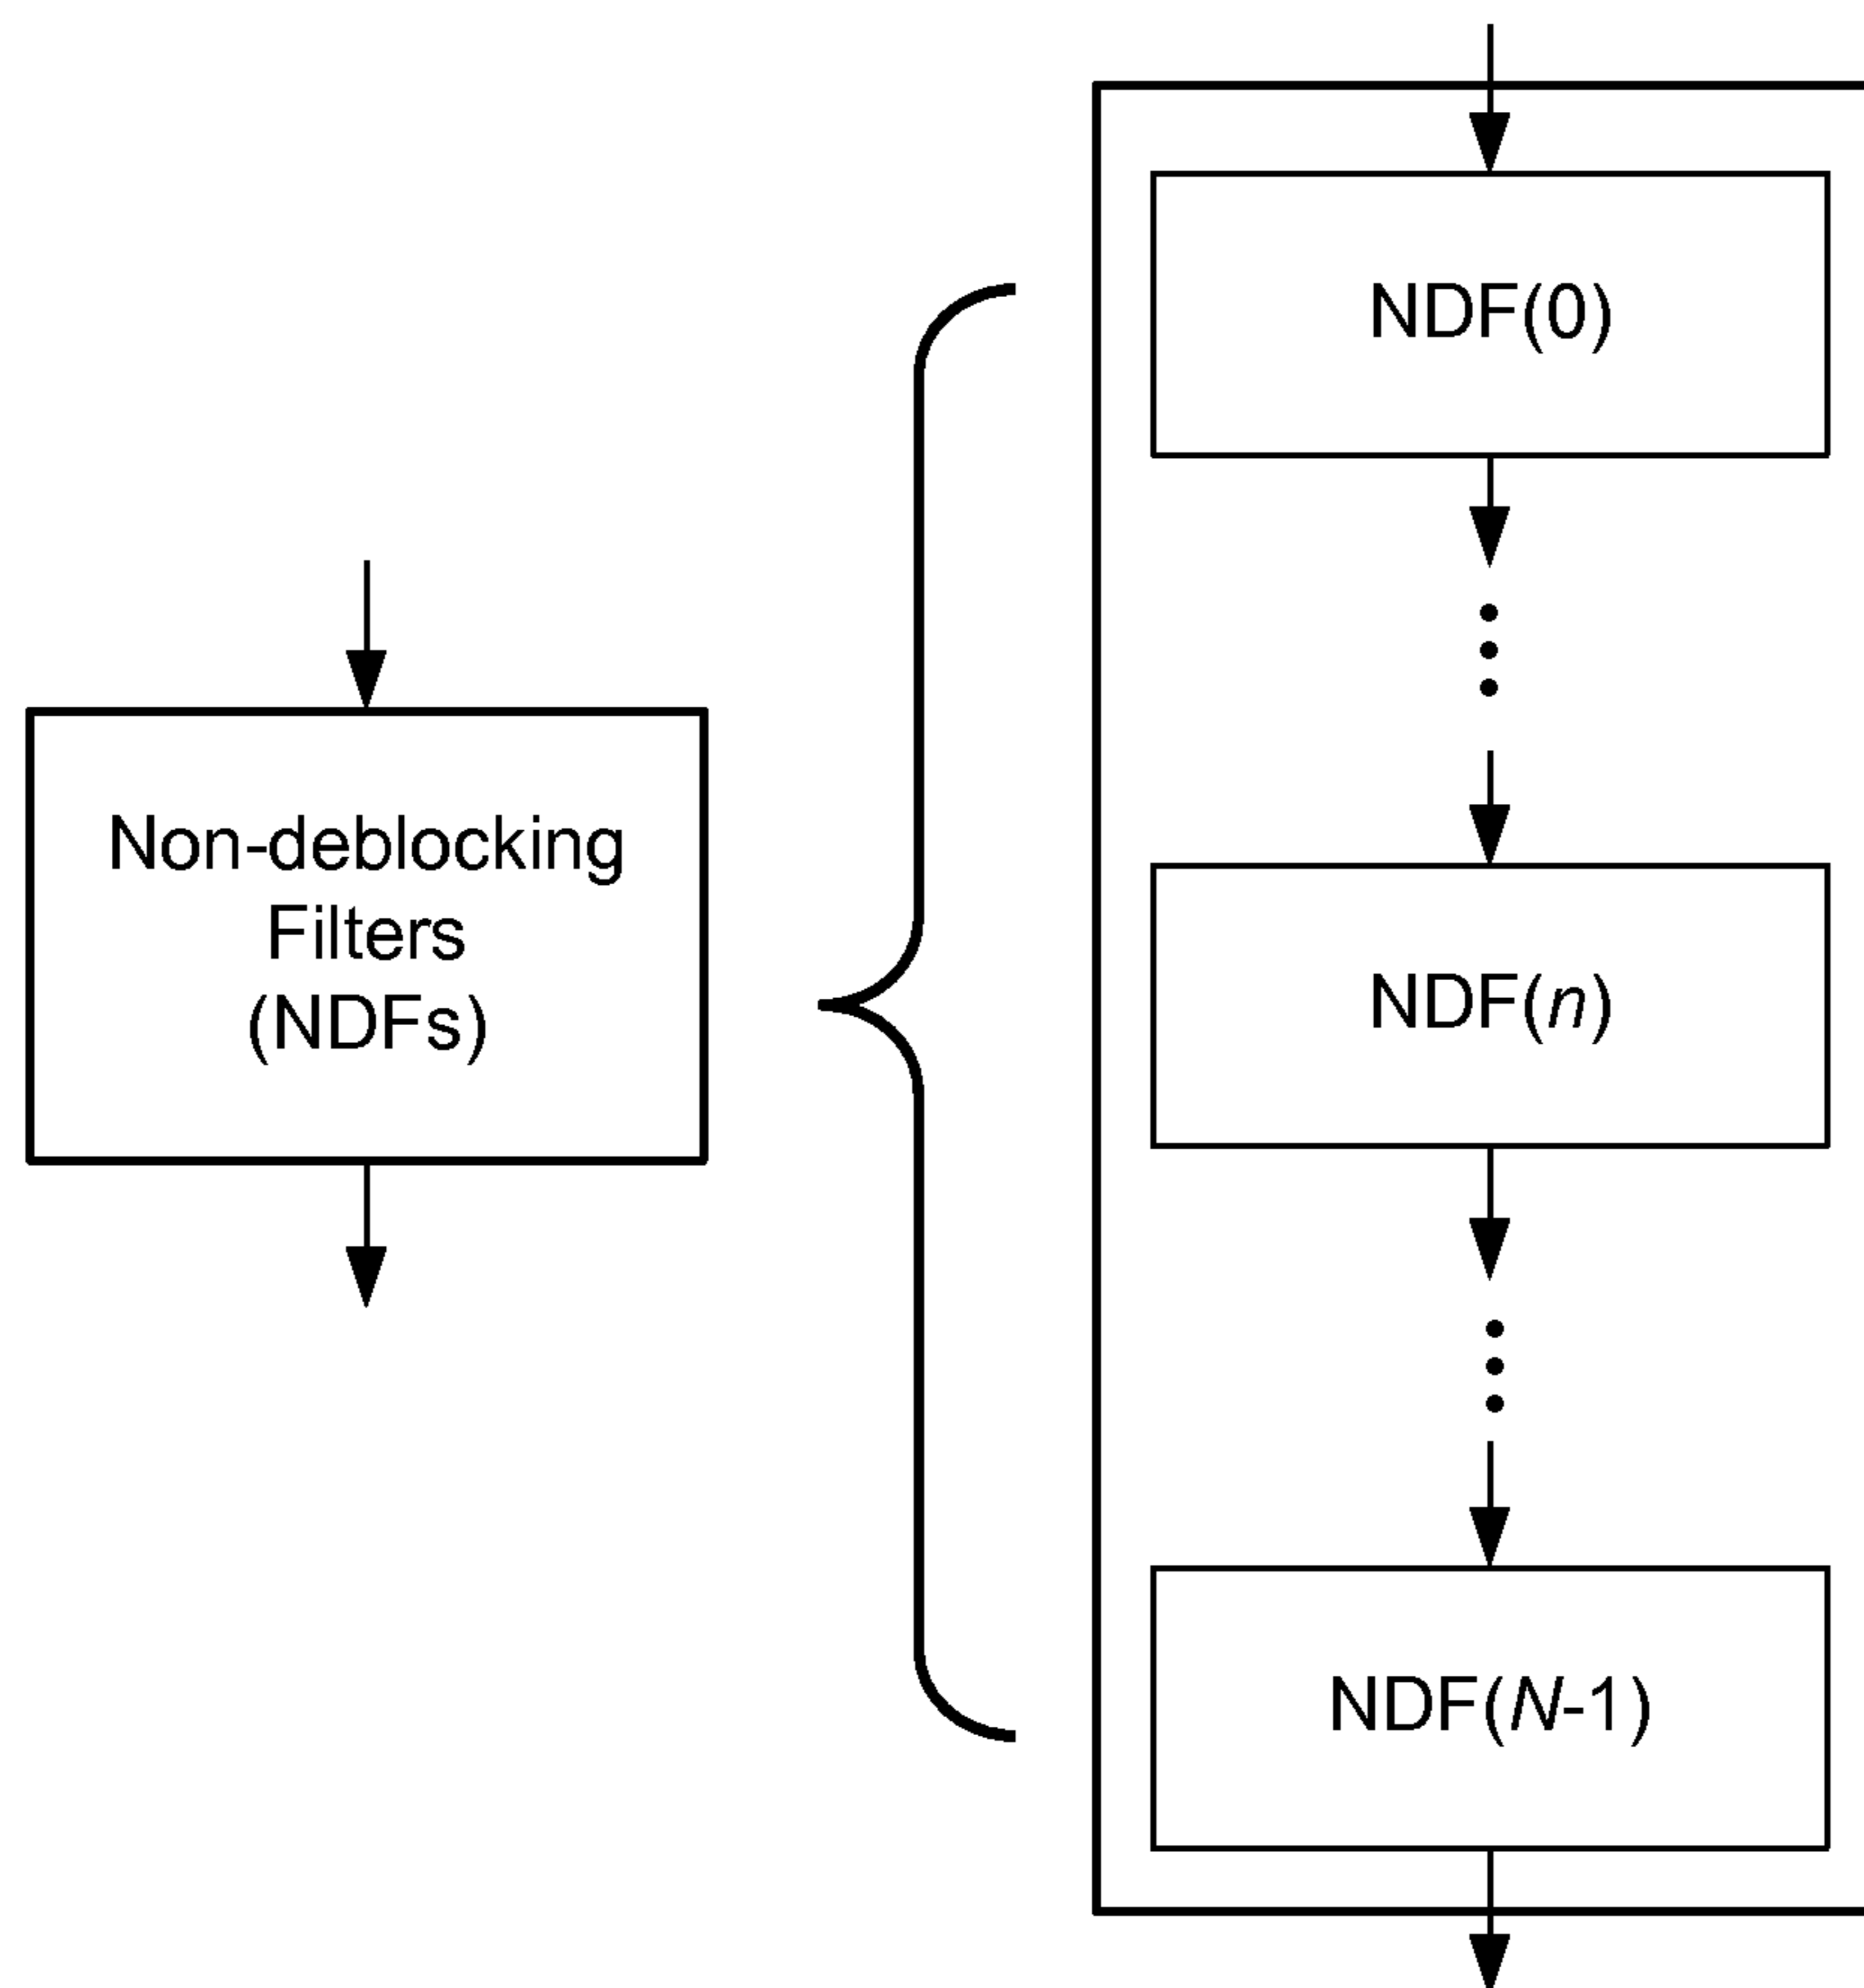 Non-deblocking
Filters
(NDFs)
NDF(0)
NDF(n)
NDF(N-1)